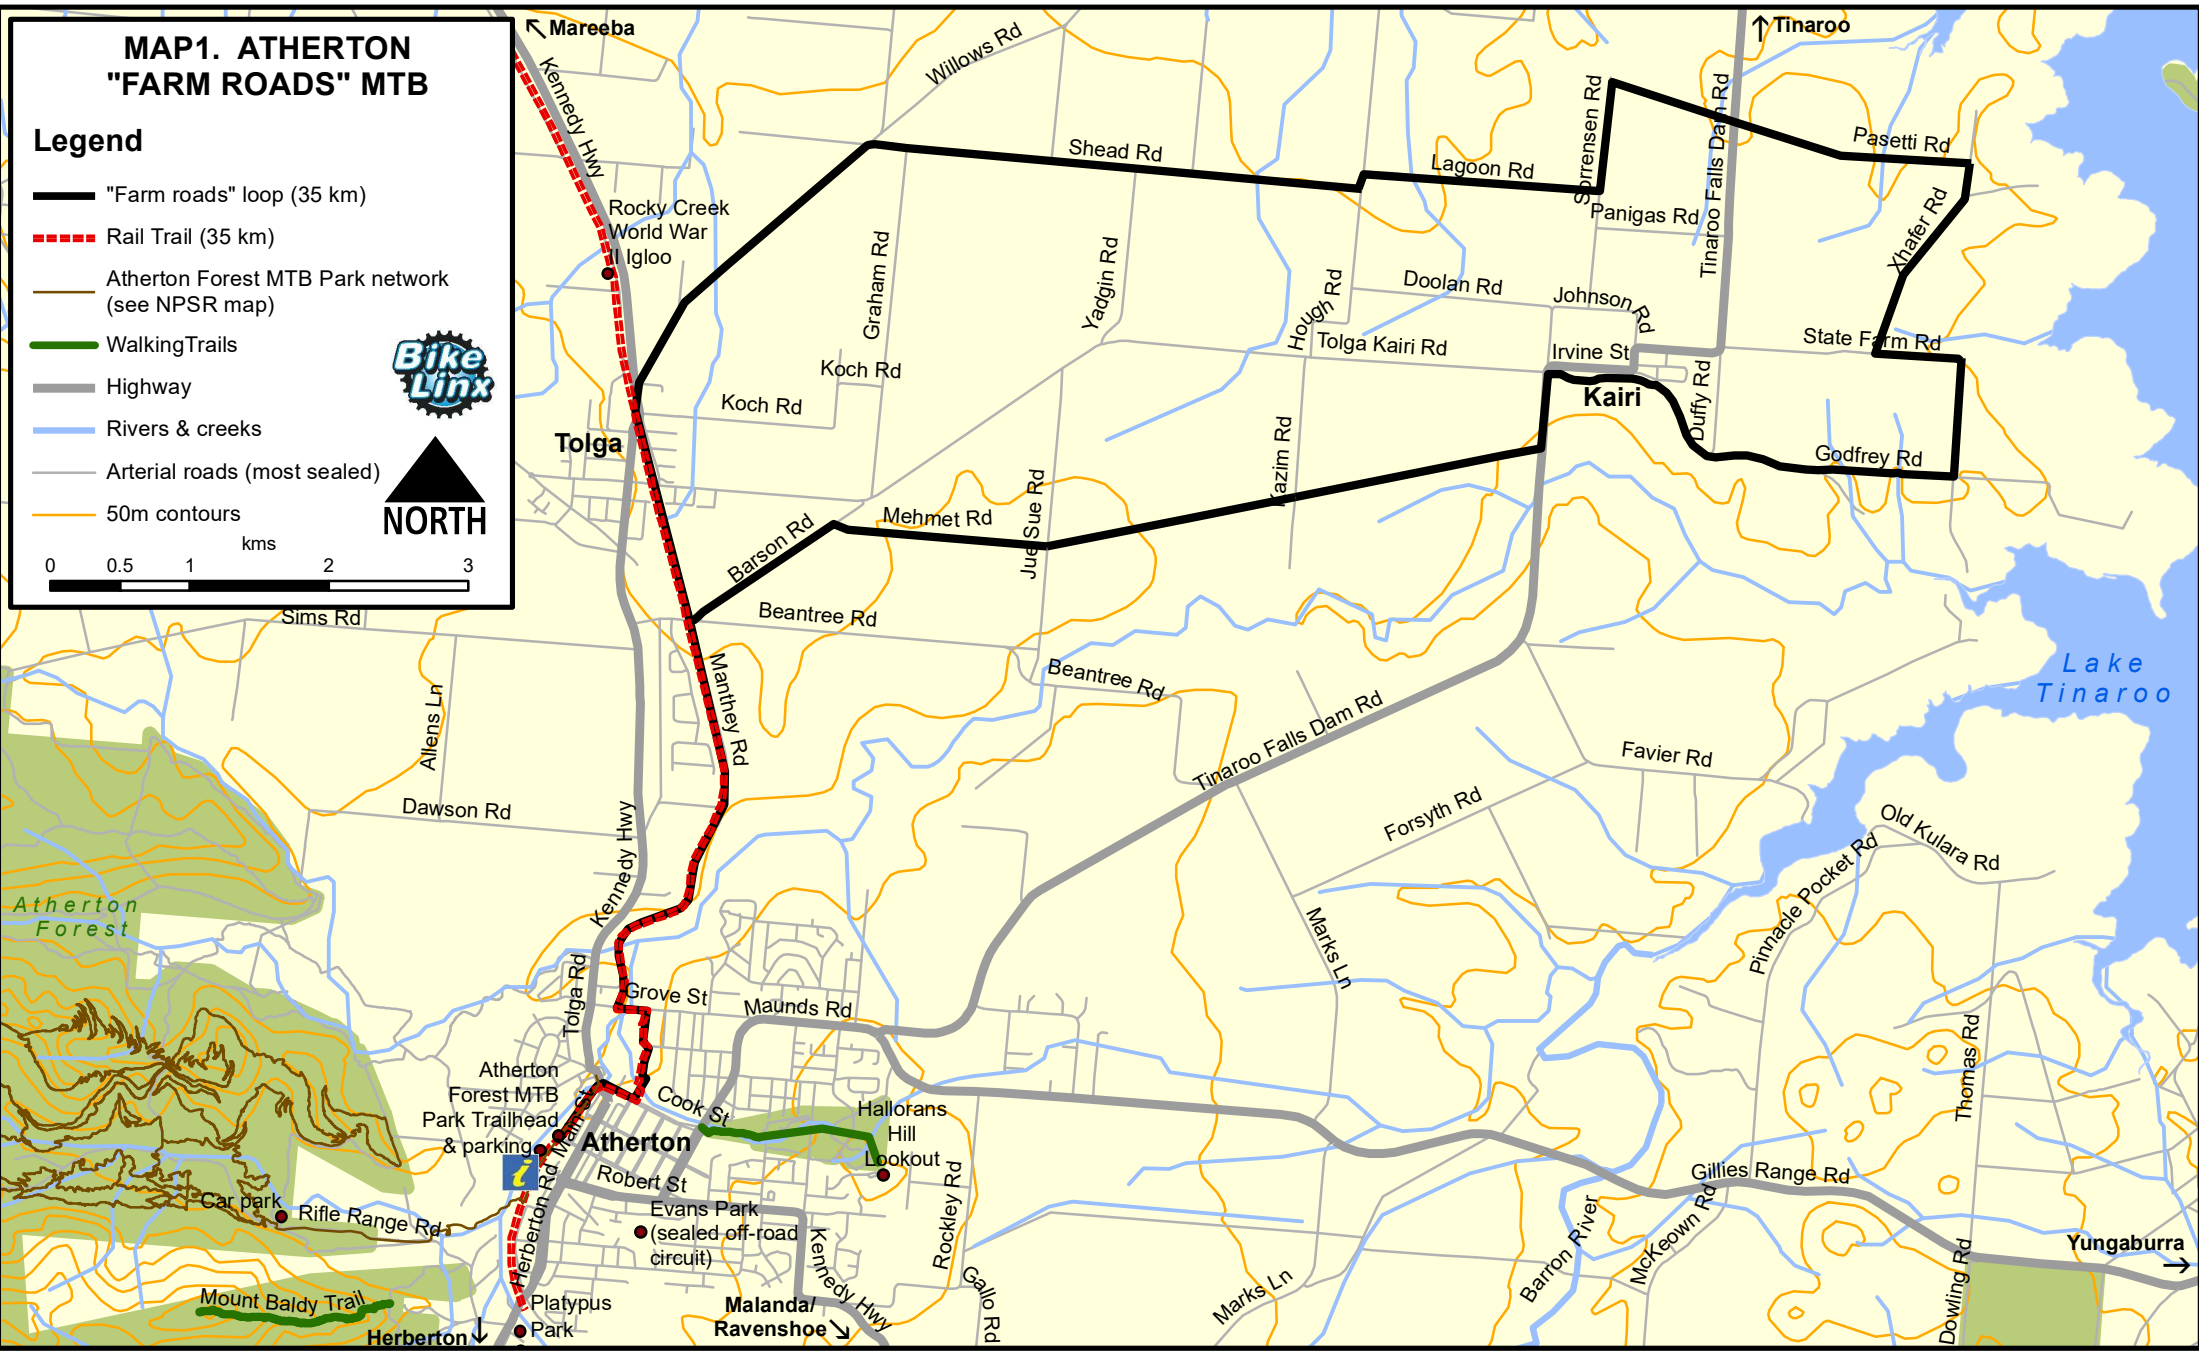 MAP1. ATHERTON
"FARM ROADS" MTB
Legend
"Farm roads" loop (35 km)
Rail Trail (35 km)
Atherton Forest MTB Park network
(see NPSR map)
WalkingTrails
Highway
Rivers & creeks
Arterial roads (most sealed)
50m contours
Bike
Linx
NORTH
kms
0 0.5 1 2 3
Mareeba
Tinaroo
Kennedy Hwy
Willows Rd
Rocky Creek
World War
II Igloo
Shead Rd
Lagoon Rd
Sorrensen Rd
Panigas Rd
Tinaroo Falls Dam Rd
Pasetti Rd
Xhafer Rd
Graham Rd
Yadgin Rd
Hough Rd
Doolan Rd
Johnson Rd
Tolga Kairi Rd
Irvine St
State Farm Rd
Koch Rd
Koch Rd
Kairi
Duffy Rd
Tolga
Godfrey Rd
Kazim Rd
Jue Sue Rd
Mehmet Rd
Barson Rd
Beantree Rd
Sims Rd
Beantree Rd
Manthey Rd
Allens Ln
Lake
Tinaroo
Tinaroo Falls Dam Rd
Favier Rd
Dawson Rd
Forsyth Rd
Old Kulara Rd
Pinnacle Pocket Rd
Kennedy Hwy
Atherton
Forest
Marks Ln
Tolga Rd
Grove St
Maunds Rd
Thomas Rd
Atherton
Forest MTB
Park Trailhead
& parking
Main St
Cook St
Atherton
Hallorans
Hill
Lookout
i
Robert St
Gillies Range Rd
Car park
Rifle Range Rd
Herberton Rd
Evans Park
(sealed off-road
circuit)
Rockley Rd
Kennedy Hwy
Barron River
McKeown Rd
Yungaburra
Dowling Rd
Gallo Rd
Marks Ln
Mount Baldy Trail
Platypus
Park
Malanda/
Ravenshoe
Herberton